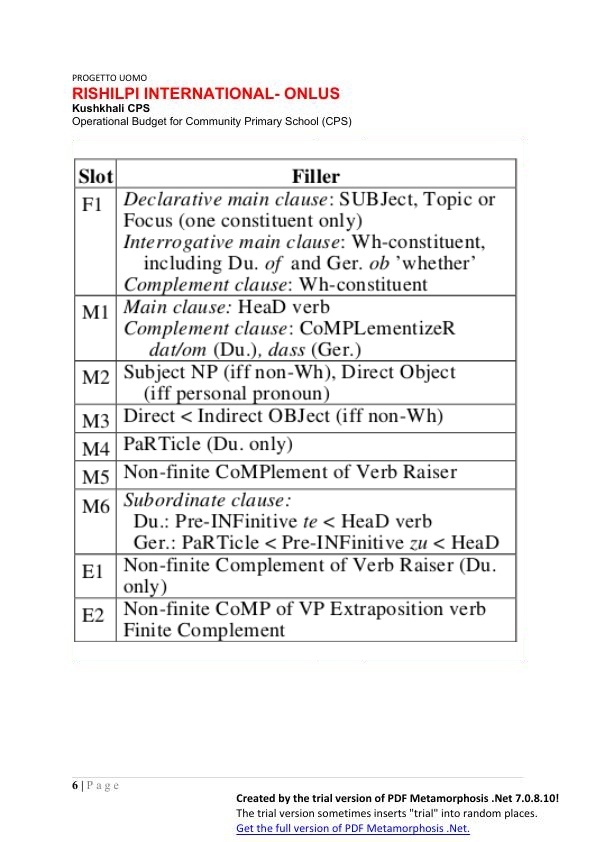 PROGETTO UOMO
RISHILPI INTERNATIONAL- ONLUS
Kushkhali CPS
Operational Budget for Community Primary School (CPS)
Slot Filler
F1 Declarative main clause: SUBJect, Topic or
Focus (one constituent only)
Interrogative main clause: Wh-constituent,
including Du. of and Ger. ob ’whether’
Complement clause: Wh-constituent
M1 Main clause: HeaD verb
Complement clause: CoMPLementizeR
dat/om (Du.), dass (Ger.)
M2 Subject NP (iff non-Wh), Direct Object
(iff personal pronoun)
M3 Direct < Indirect OBJect (iff non-Wh)
M4 PaRTicle (Du. only)
M5 Non-finite CoMPlement of Verb Raiser
M6 Subordinate clause:
Du.: Pre-INFinitive te < HeaD verb
Ger.: PaRTicle < Pre-INFinitive zu < HeaD
E1 Non-finite Complement of Verb Raiser (Du.
only)
E2 Non-finite CoMP of VP Extraposition verb
Finite Complement
6 | P a g e
Created by the trial version of PDF Metamorphosis .Net 7.0.8.10!
The trial version sometimes inserts "trial" into random places.
Get the full version of PDF Metamorphosis .Net.